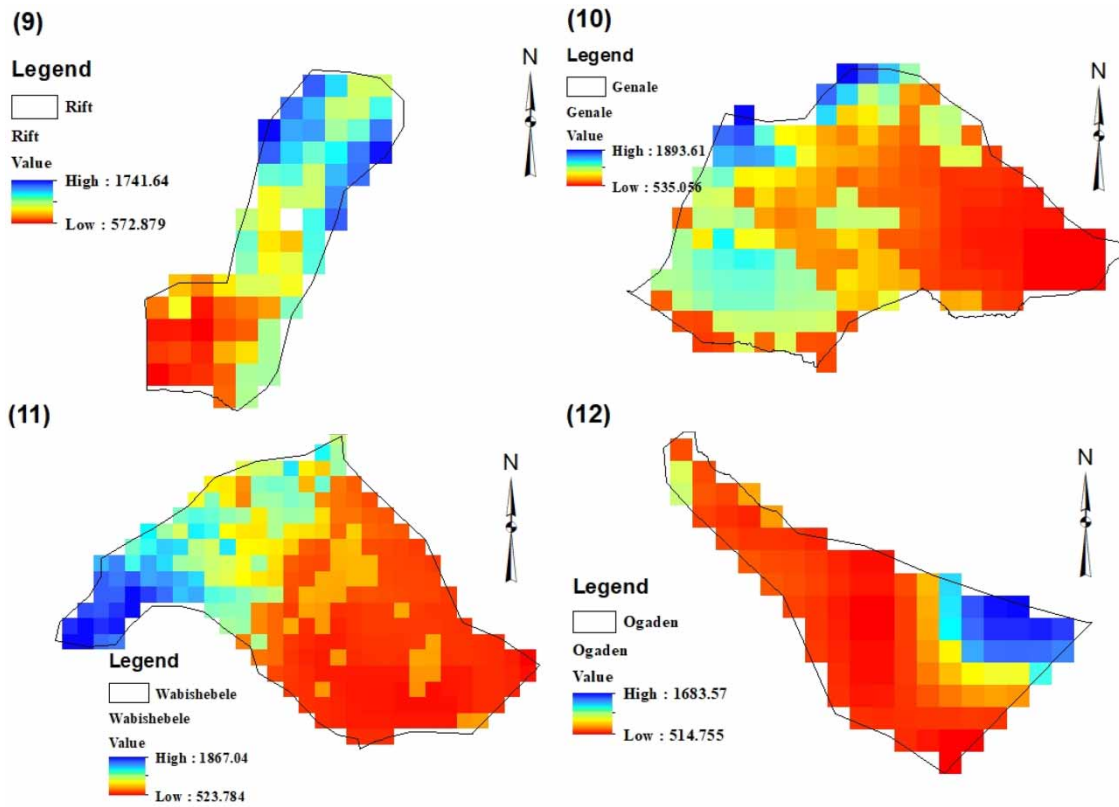 (9)
N
Legend
Rift
Rift
Value
High : 1741.64
Low : 572.879
(10)
N
Legend
Genale
Genale
Value
High : 1893.61
Low : 535.056
(11)
N
Legend
Wabishebele
Wabishebele
Value
High : 1867.04
Low : 523.784
(12)
N
Legend
Ogaden
Ogaden
Value
High : 1683.57
Low : 514.755